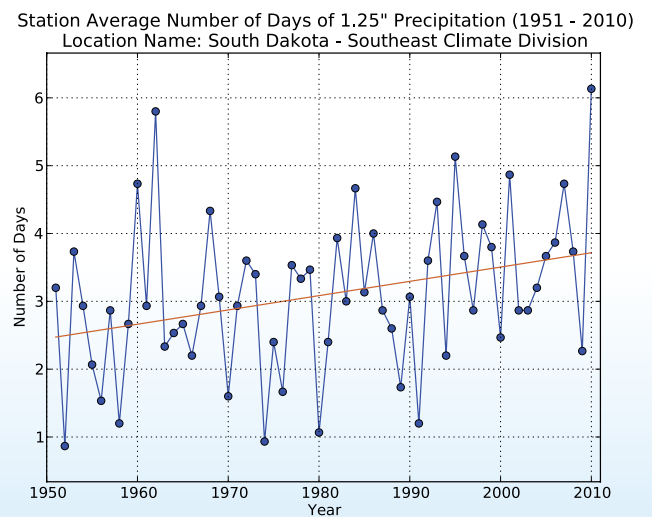 Station Average Number of Days of 1.25" Precipitation (1951 - 2010)
Location Name: South Dakota - Southeast Climate Division
Number of Days
6
5
4
3
2
1
1950 1960 1970 1980 1990 2000 2010
Year